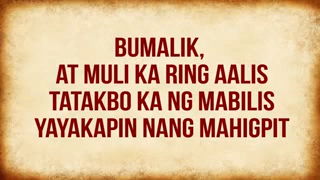 BUMALIK,
AT MULI KA RING AALIS
TATAKBO KA NG MABILIS
YAYAKAPIN NANG MAHIGPIT